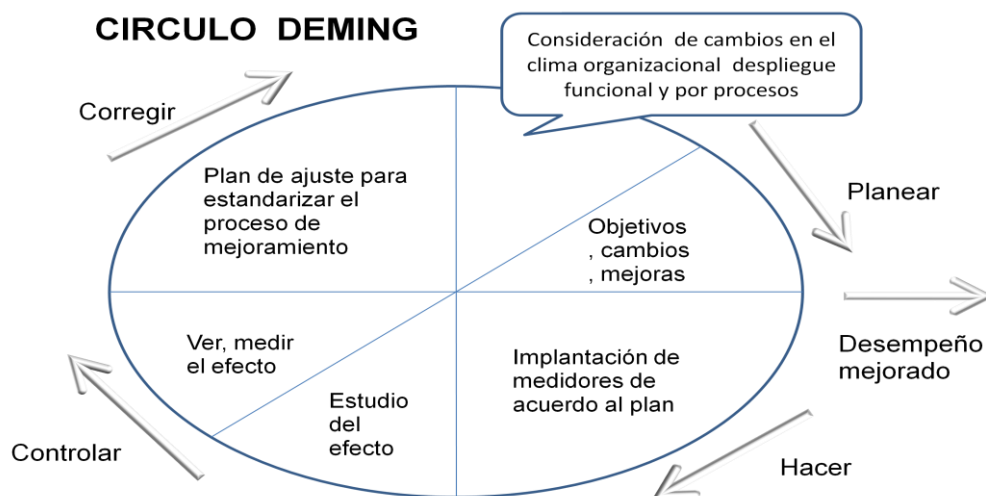 CIRCULO DEMING
Consideración de cambios en el
clima organizacional despliegue
funcional y por procesos
Corregir
Plan de ajuste para
estandarizar el
proceso de
mejoramiento
Planear
Objetivos
, cambios
, mejoras
Ver, medir
el efecto
Implantación de
medidores de
acuerdo al plan
Desempeño
mejorado
Estudio
del
efecto
Controlar
Hacer